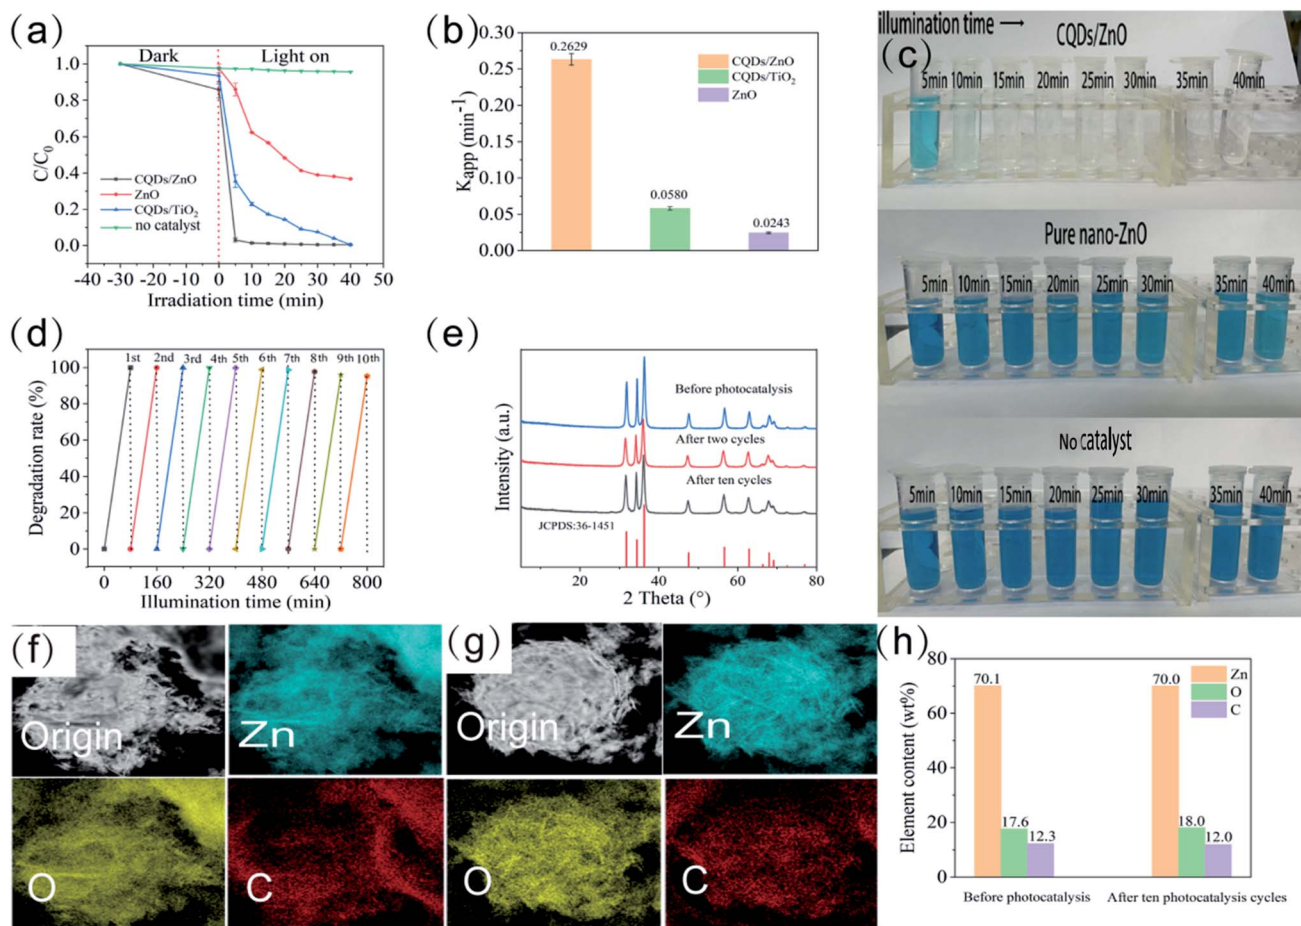 (a)
Dark
Light on
1.0
0.8
0.6
0.4
0.2
0.0
C/C0
CQDs/ZnO
ZnO
CQDs/TiO2
no catalyst
-40 -30 -20 -10 0 10 20 30 40 50
Irradiation time (min)
(b)
0.30
0.25
0.20
0.15
0.10
0.05
0.00
Kapp (min-1)
0.2629
0.0580
0.0243
CQDs/ZnO
CQDs/TiO2
ZnO
illumination time →
(c)
CQDs/ZnO
5min 10min 15min 20min 25min 30min 35min 40min
Pure nano-ZnO
5min 10min 15min 20min 25min 30min 35min 40min
No catalyst
5min 10min 15min 20min 25min 30min 35min 40min
(d)
1st 2nd 3rd 4th 5th 6th 7th 8th 9th 10th
100
80
60
40
20
0
Degradation rate (%)
0 160 320 480 640 800
Illumination time (min)
(e)
Intensity (a.u.)
Before photocatalysis
After two cycles
After ten cycles
JCPDS:36-1451
20 40 60 80
2 Theta (°)
(f)
Origin
Zn
O
C
(g)
Origin
Zn
O
C
(h)
80
60
40
20
0
Element content (wt%)
70.1
17.6
12.3
70.0
18.0
12.0
Zn
O
C
Before photocatalysis
After ten photocatalysis cycles